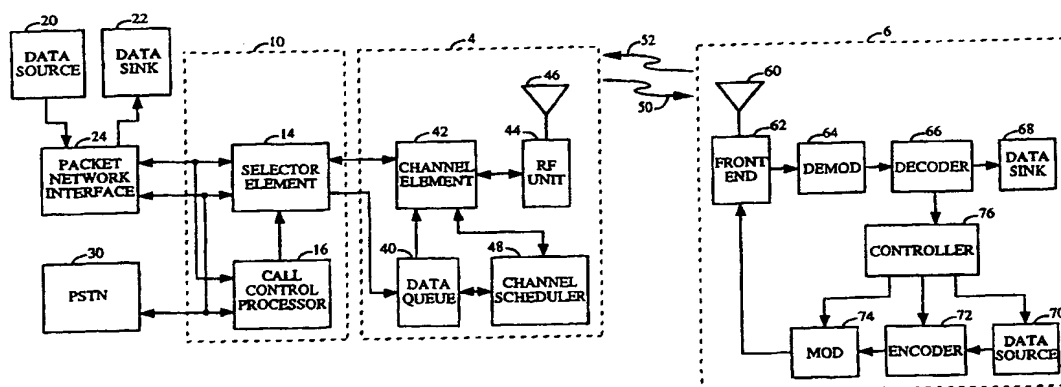 20
DATA
SOURCE
22
DATA
SINK
24
PACKET
NETWORK
INTERFACE
30
PSTN
10
14
SELECTOR
ELEMENT
16
CALL
CONTROL
PROCESSOR
4
42
CHANNEL
ELEMENT
46
44
RF
UNIT
40
DATA
QUEUE
48
CHANNEL
SCHEDULER
52
50
6
60
62
FRONT
END
64
DEMOD
66
DECODER
68
DATA
SINK
76
CONTROLLER
74
MOD
72
ENCODER
70
DATA
SOURCE